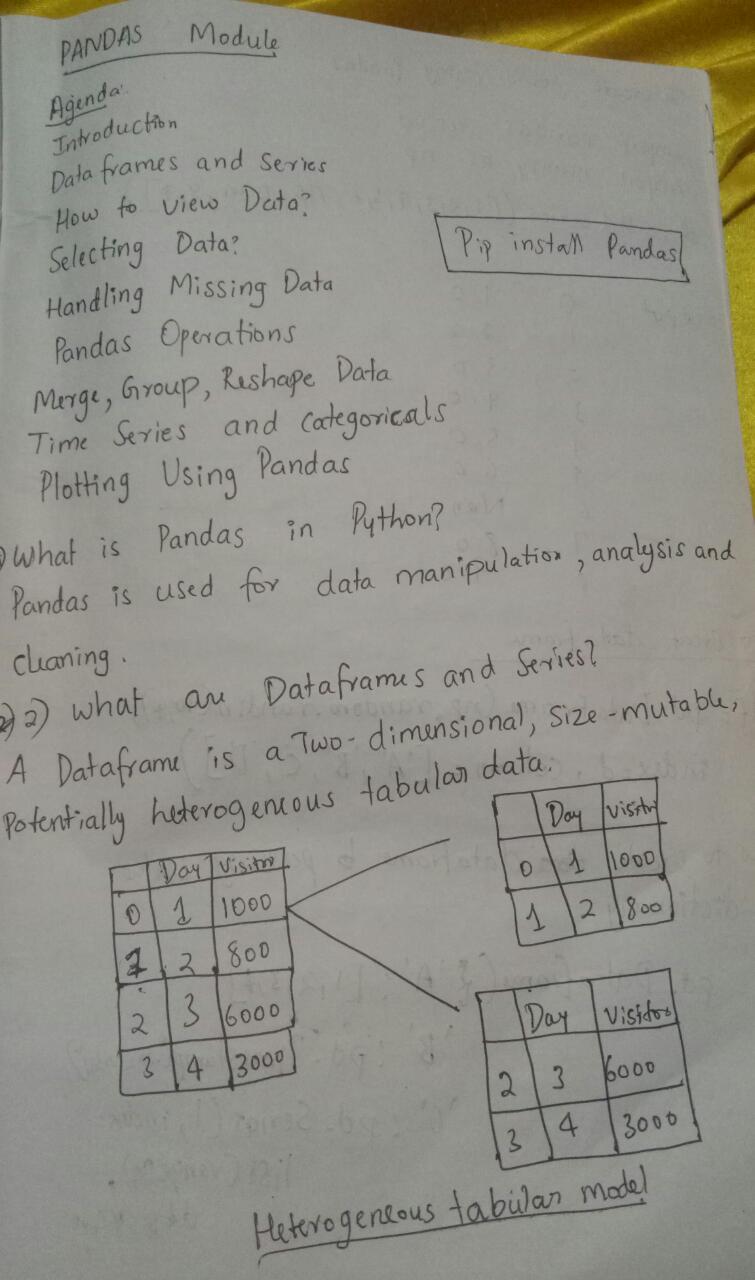 PANDAS Module
Agenda
Introduction
Data frames and Series
How to view Data?
Selecting Data?
Pip install Pandas
Handling Missing Data
Pandas Operations
Merge, Group, Reshape Data
Time Series and Categoricals
Plotting Using Pandas
What is Pandas in Python?
Pandas is used for data manipulation, analysis and
cleaning.
2) What are Dataframes and Series?
A Dataframe is a Two-dimensional, Size-mutable,
Potentially heterogeneous tabular data.
Day Visitor
0 1 1000
1 2 800
2 3 6000
3 4 3000
Day Visitor
0 1 1000
1 2 800
Day Visitors
2 3 6000
3 4 3000
Heterogeneous tabular model